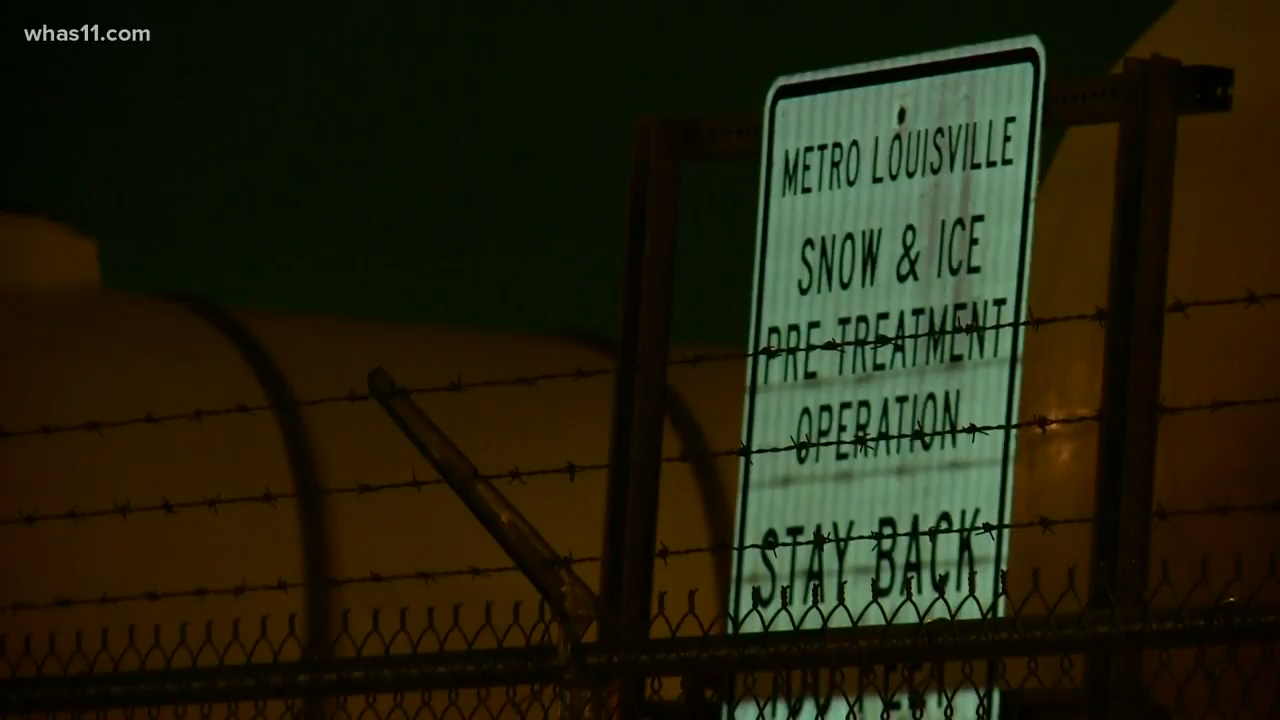 whas11.com
METRO LOUISVILLE
SNOW & ICE
PRE-TREATMENT
OPERATION
STAY BACK